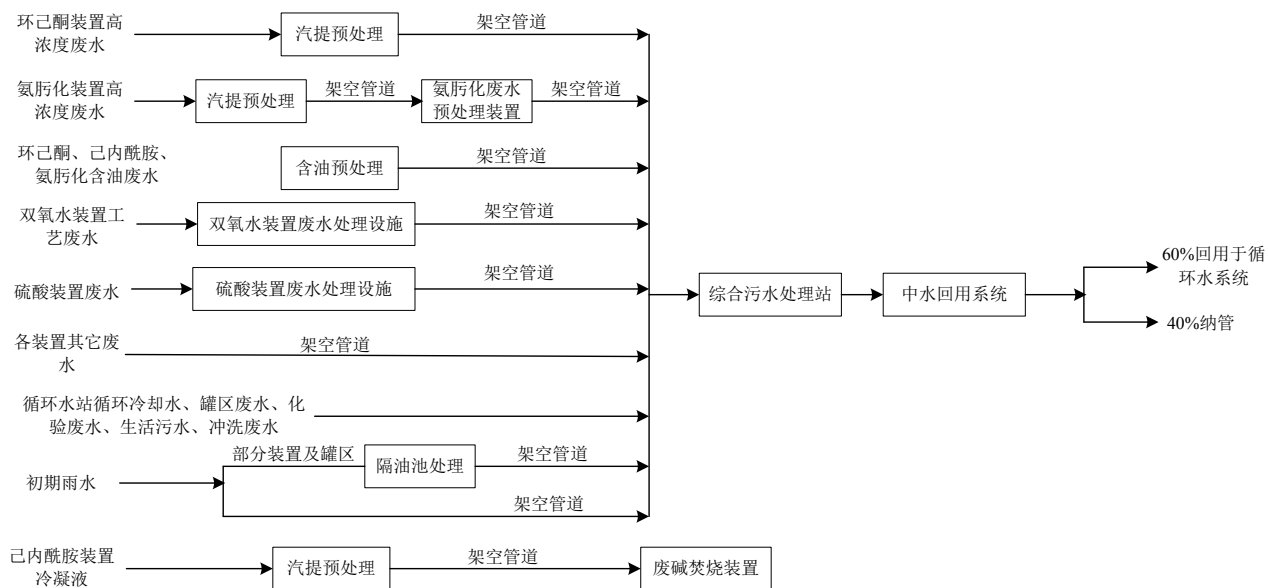 环己酮装置高
浓度废水
汽提预处理
架空管道
氨肟化装置高
浓度废水
汽提预处理
架空管道
氨肟化废水
预处理装置
架空管道
环己酮、己内酰胺、
氨肟化含油废水
含油预处理
架空管道
双氧水装置工
艺废水
双氧水装置废水处理设施
架空管道
硫酸装置废水
硫酸装置废水处理设施
架空管道
综合污水处理站
中水回用系统
60%回用于循
环水系统
40%纳管
各装置其它废
水
架空管道
循环水站循环冷却水、罐区废水、化
验废水、生活污水、冲洗废水
初期雨水
部分装置及罐区
隔油池处理
架空管道
架空管道
己内酰胺装置
冷凝液
汽提预处理
架空管道
废碱焚烧装置